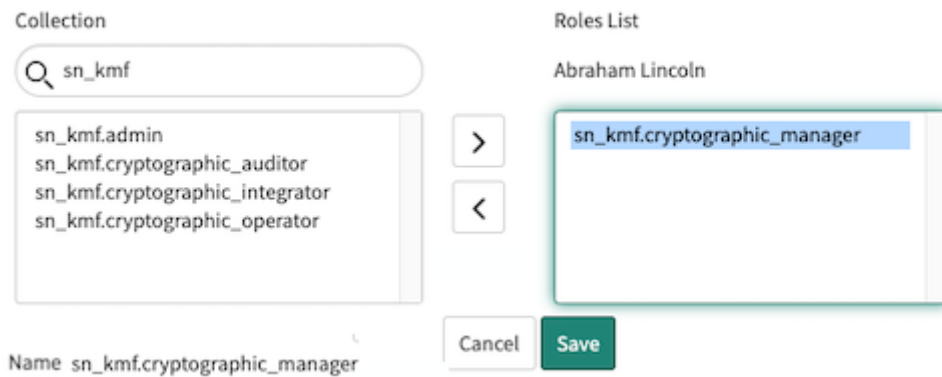 Collection
sn_kmf
sn_kmf.admin
sn_kmf.cryptographic_auditor
sn_kmf.cryptographic_integrator
sn_kmf.cryptographic_operator
Roles List
Abraham Lincoln
sn_kmf.cryptographic_manager
Cancel
Save
Name sn_kmf.cryptographic_manager